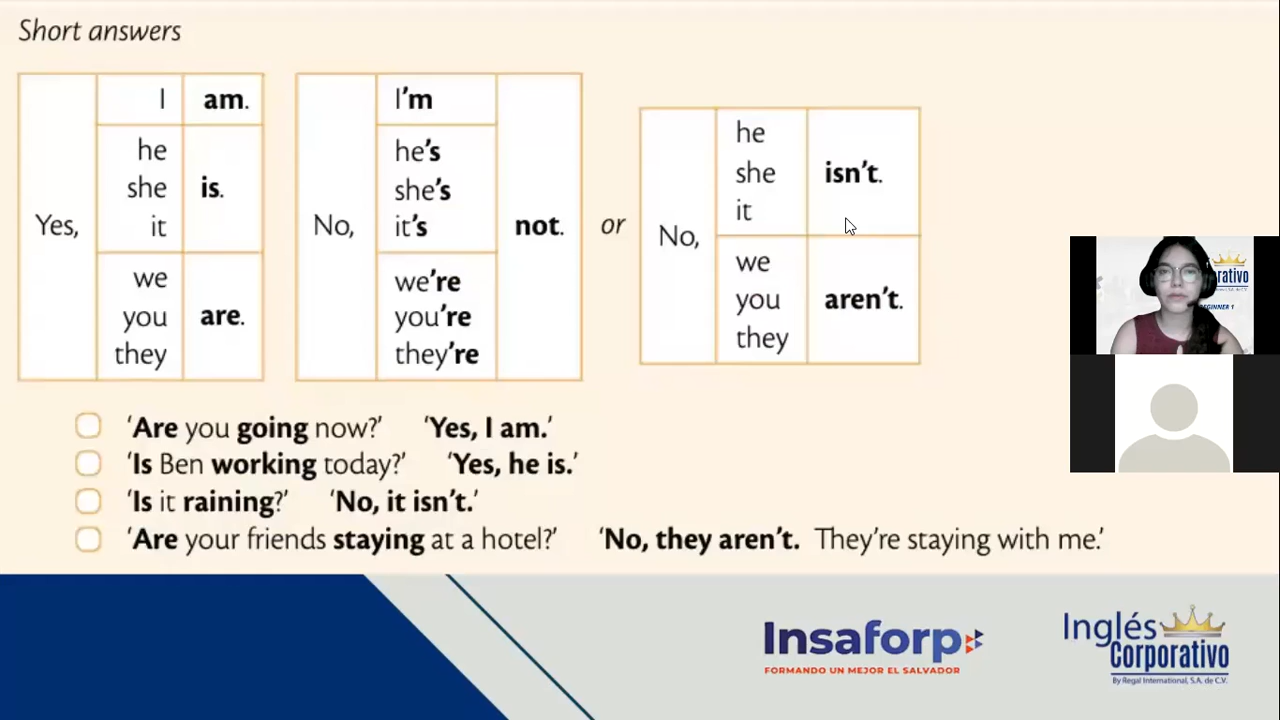 Short answers
Yes,
I am.
he
she
it
is.
we
you
they
are.
No,
I'm
he's
she's
it's
we're
you're
they're
not.
or
No,
he
she
it
isn't.
we
you
they
aren't.
'Are you going now?' 'Yes, I am.'
'Is Ben working today?' 'Yes, he is.'
'Is it raining?' 'No, it isn't.'
'Are your friends staying at a hotel?' 'No, they aren't. They're staying with me.'
Insaforp
FORMANDO UN MEJOR EL SALVADOR
Inglés
Corporativo
By Regal International, S.A. de C.V.